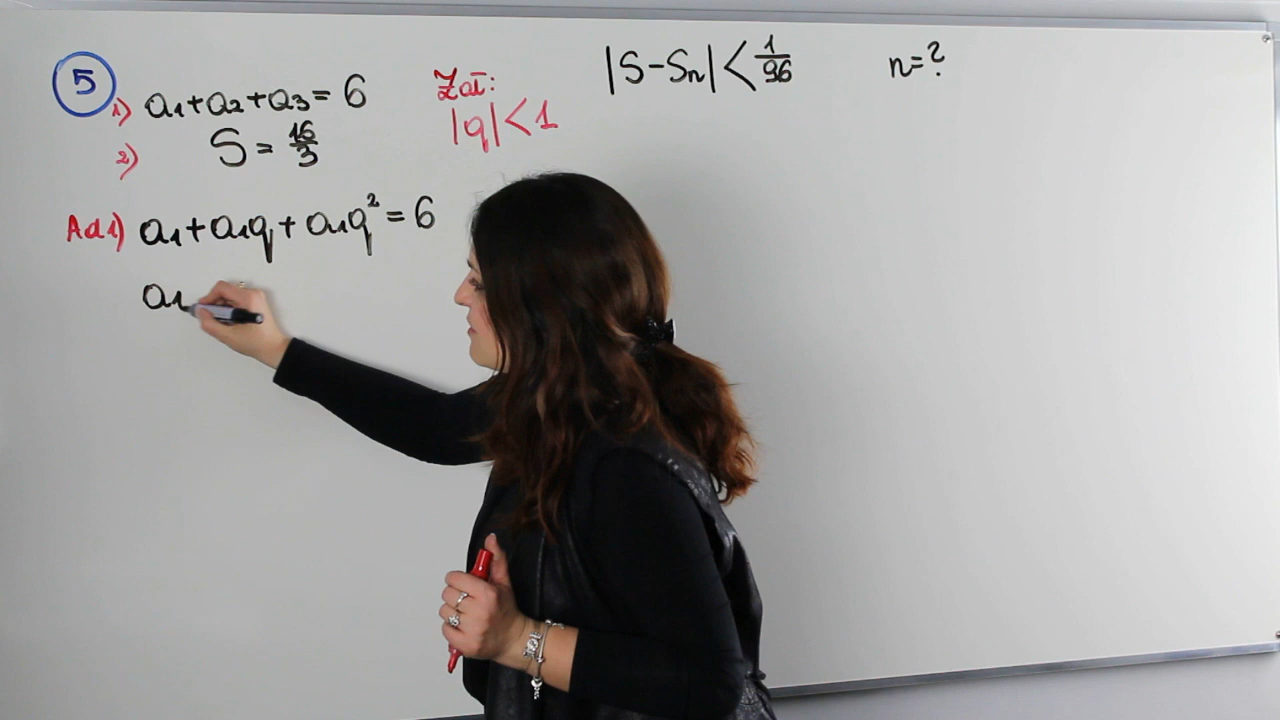 5
1) a₁+a₂+a₃=6
2) S=16/3
Zał:
|q|<1
|S-Sₙ|<1/96
n=?
Ad1) a₁+a₁q+a₁q²=6
a₁